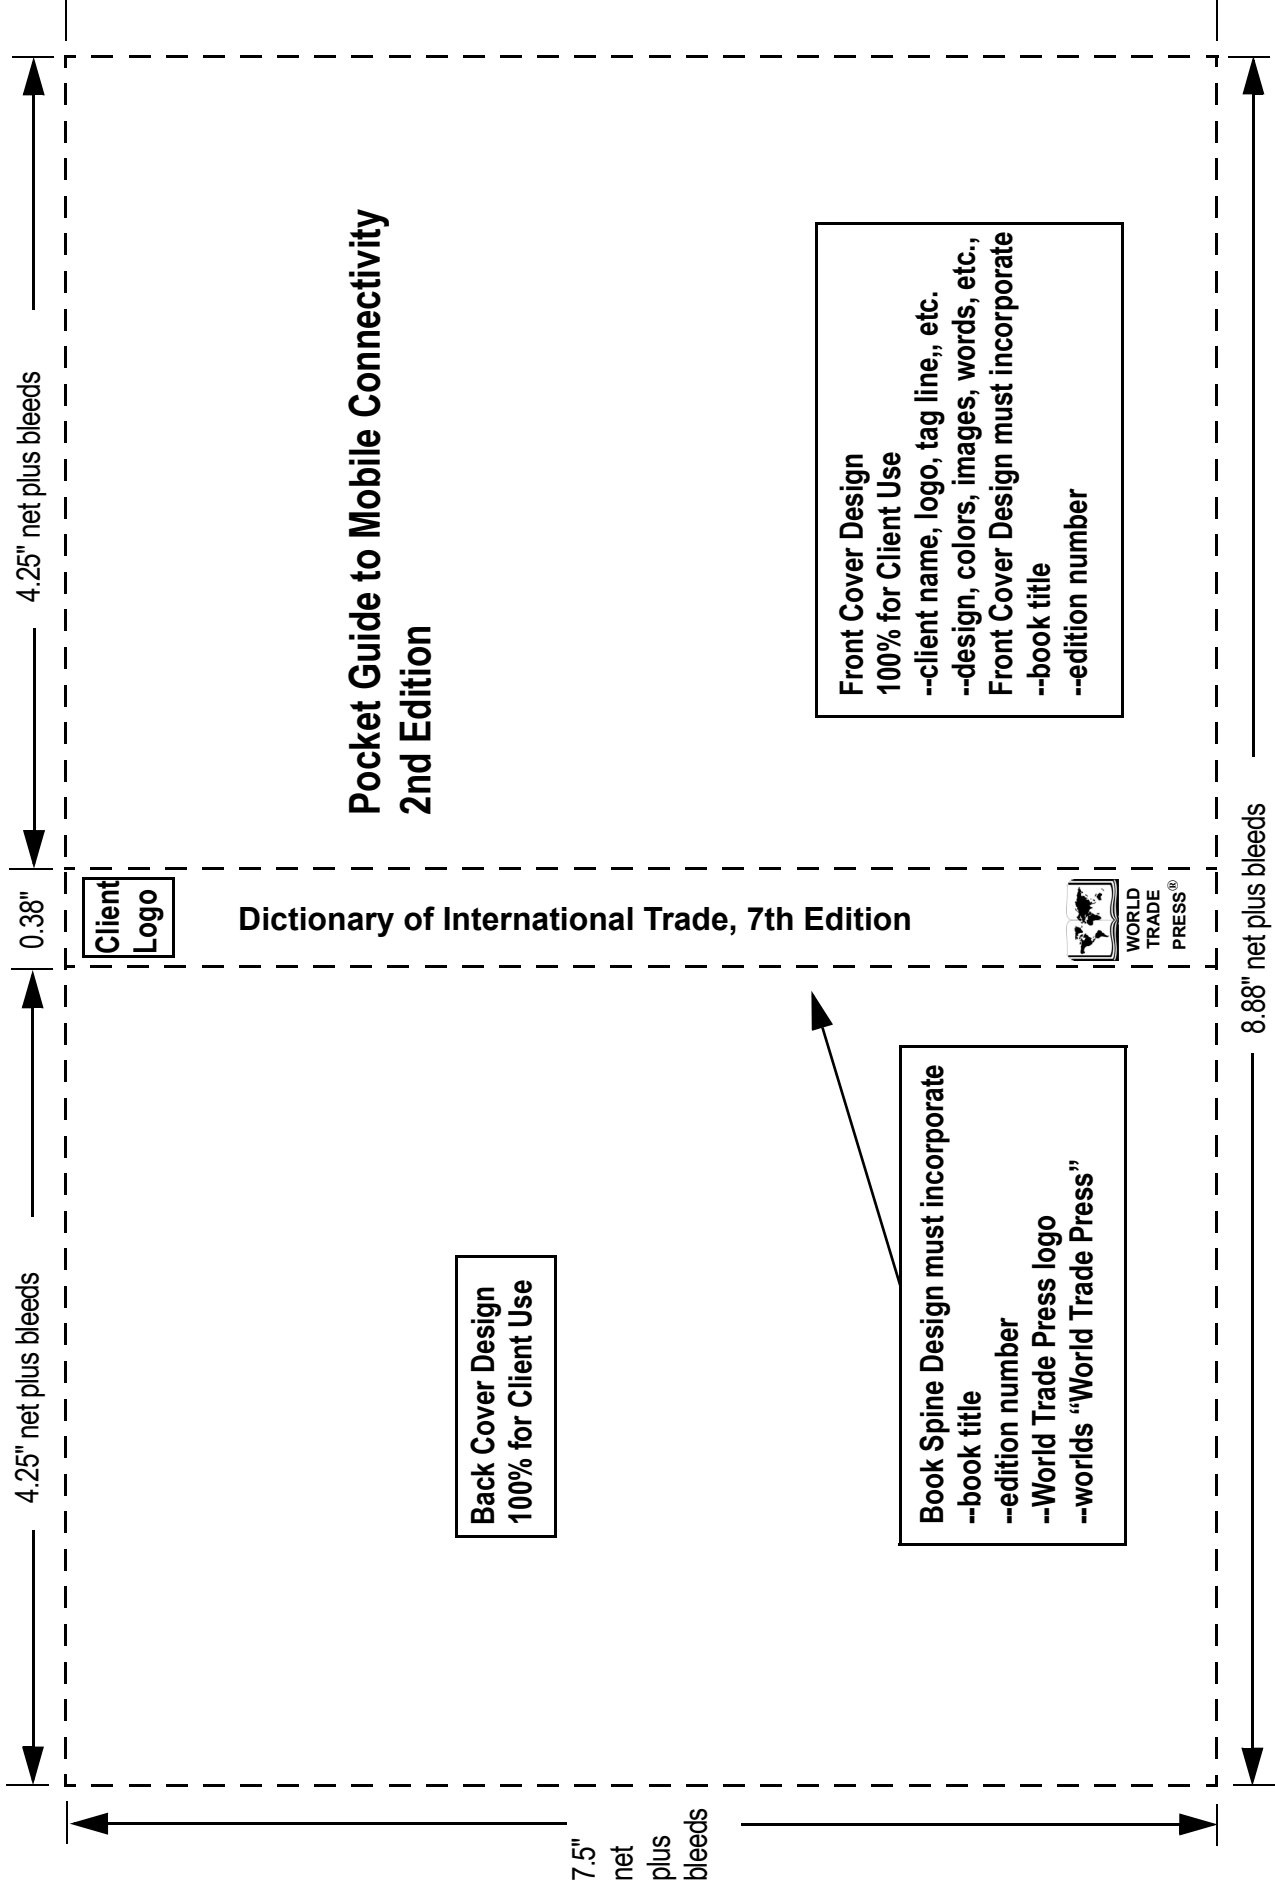 4.25" net plus bleeds
0.38"
4.25" net plus bleeds
7.5"
net
plus
bleeds
Back Cover Design
100% for Client Use
Book Spine Design must incorporate
--book title
--edition number
--World Trade Press logo
--worlds “World Trade Press”
Client
Logo
Dictionary of International Trade, 7th Edition
WORLD
TRADE
PRESS®
Pocket Guide to Mobile Connectivity
2nd Edition
Front Cover Design
100% for Client Use
--client name, logo, tag line,, etc.
--design, colors, images, words, etc.,
Front Cover Design must incorporate
--book title
--edition number
8.88" net plus bleeds